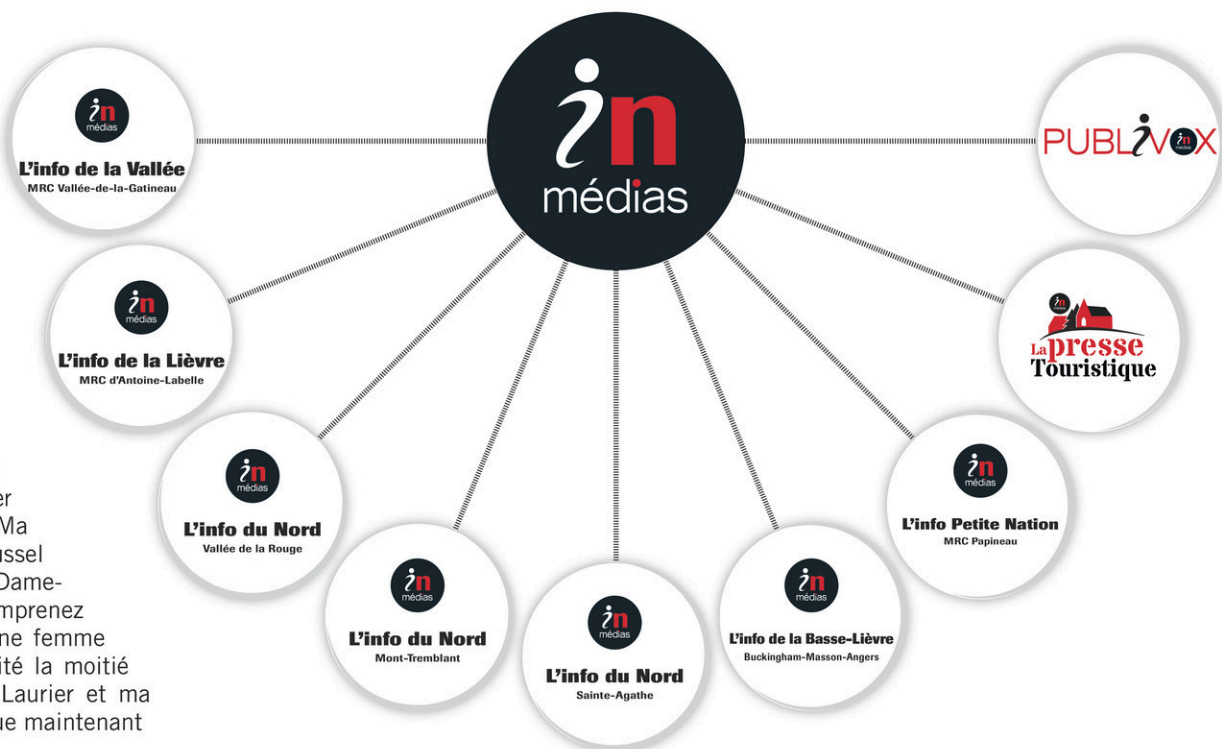 in
médias
in
médias
L'info de la Vallée
MRC Vallée-de-la-Gatineau
in
médias
L'info de la Lièvre
MRC d'Antoine-Labelle
in
médias
L'info du Nord
Vallée de la Rouge
in
médias
L'info du Nord
Mont-Tremblant
in
médias
L'info du Nord
Sainte-Agathe
in
médias
L'info de la Basse-Lièvre
Buckingham-Masson-Angers
in
médias
L'info Petite Nation
MRC Papineau
in
médias
La presse
Touristique
PUBLiVOX
in
médias
er
Ma
ussel
Dame-
mprenez
ne femme
ité la moitié
Laurier et ma
ue maintenant